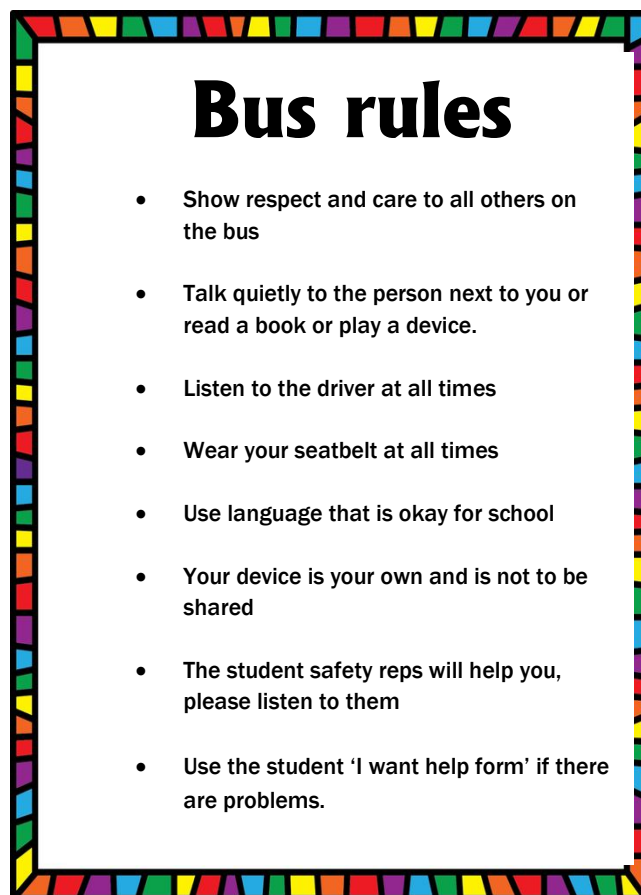 Bus rules
• Show respect and care to all others on
the bus
• Talk quietly to the person next to you or
read a book or play a device.
• Listen to the driver at all times
• Wear your seatbelt at all times
• Use language that is okay for school
• Your device is your own and is not to be
shared
• The student safety reps will help you,
please listen to them
• Use the student ‘I want help form’ if there
are problems.